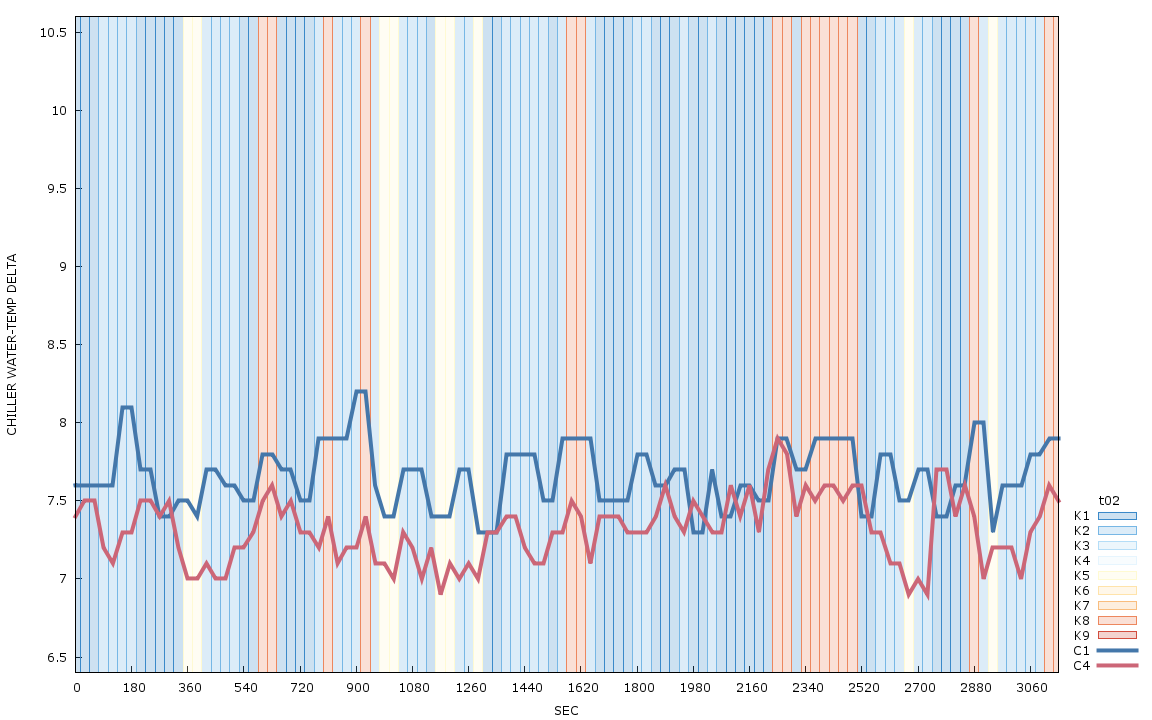 10.5
10
9.5
9
8.5
8
7.5
7
6.5
CHILLER WATER-TEMP DELTA
0 180 360 540 720 900 1080 1260 1440 1620 1800 1980 2160 2340 2520 2700 2880 3060
SEC
t02
K1
K2
K3
K4
K5
K6
K7
K8
K9
C1
C4